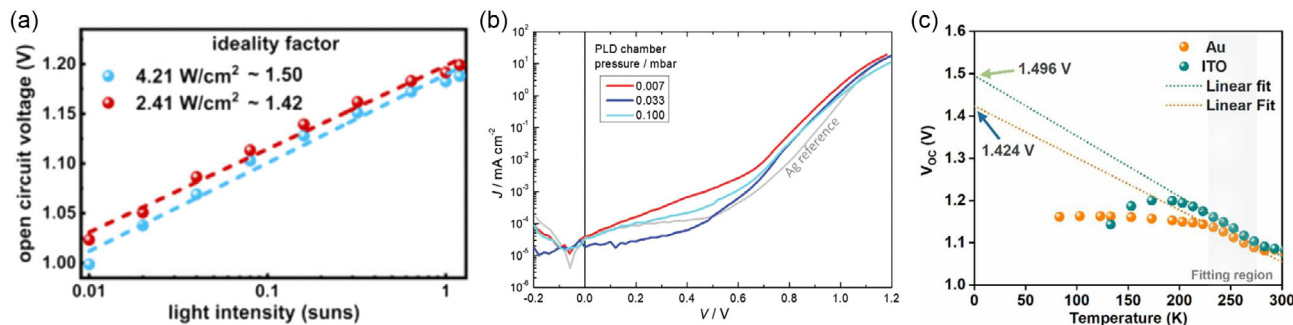 (a)
ideality factor
4.21 W/cm² ~ 1.50
2.41 W/cm² ~ 1.42
open circuit voltage (V)
1.20
1.15
1.10
1.05
1.00
0.01
0.1
1
light intensity (suns)
(b)
PLD chamber
pressure / mbar
0.007
0.033
0.100
Ag reference
J / mA cm⁻²
10²
10¹
10⁰
10⁻¹
10⁻²
10⁻³
10⁻⁴
10⁻⁵
10⁻⁶
-0.2
0.0
0.2
0.4
0.6
0.8
1.0
1.2
V / V
(c)
Au
ITO
Linear fit
Linear Fit
1.496 V
1.424 V
Fitting region
V_OC (V)
1.6
1.5
1.4
1.3
1.2
1.1
1.0
0
50
100
150
200
250
300
Temperature (K)